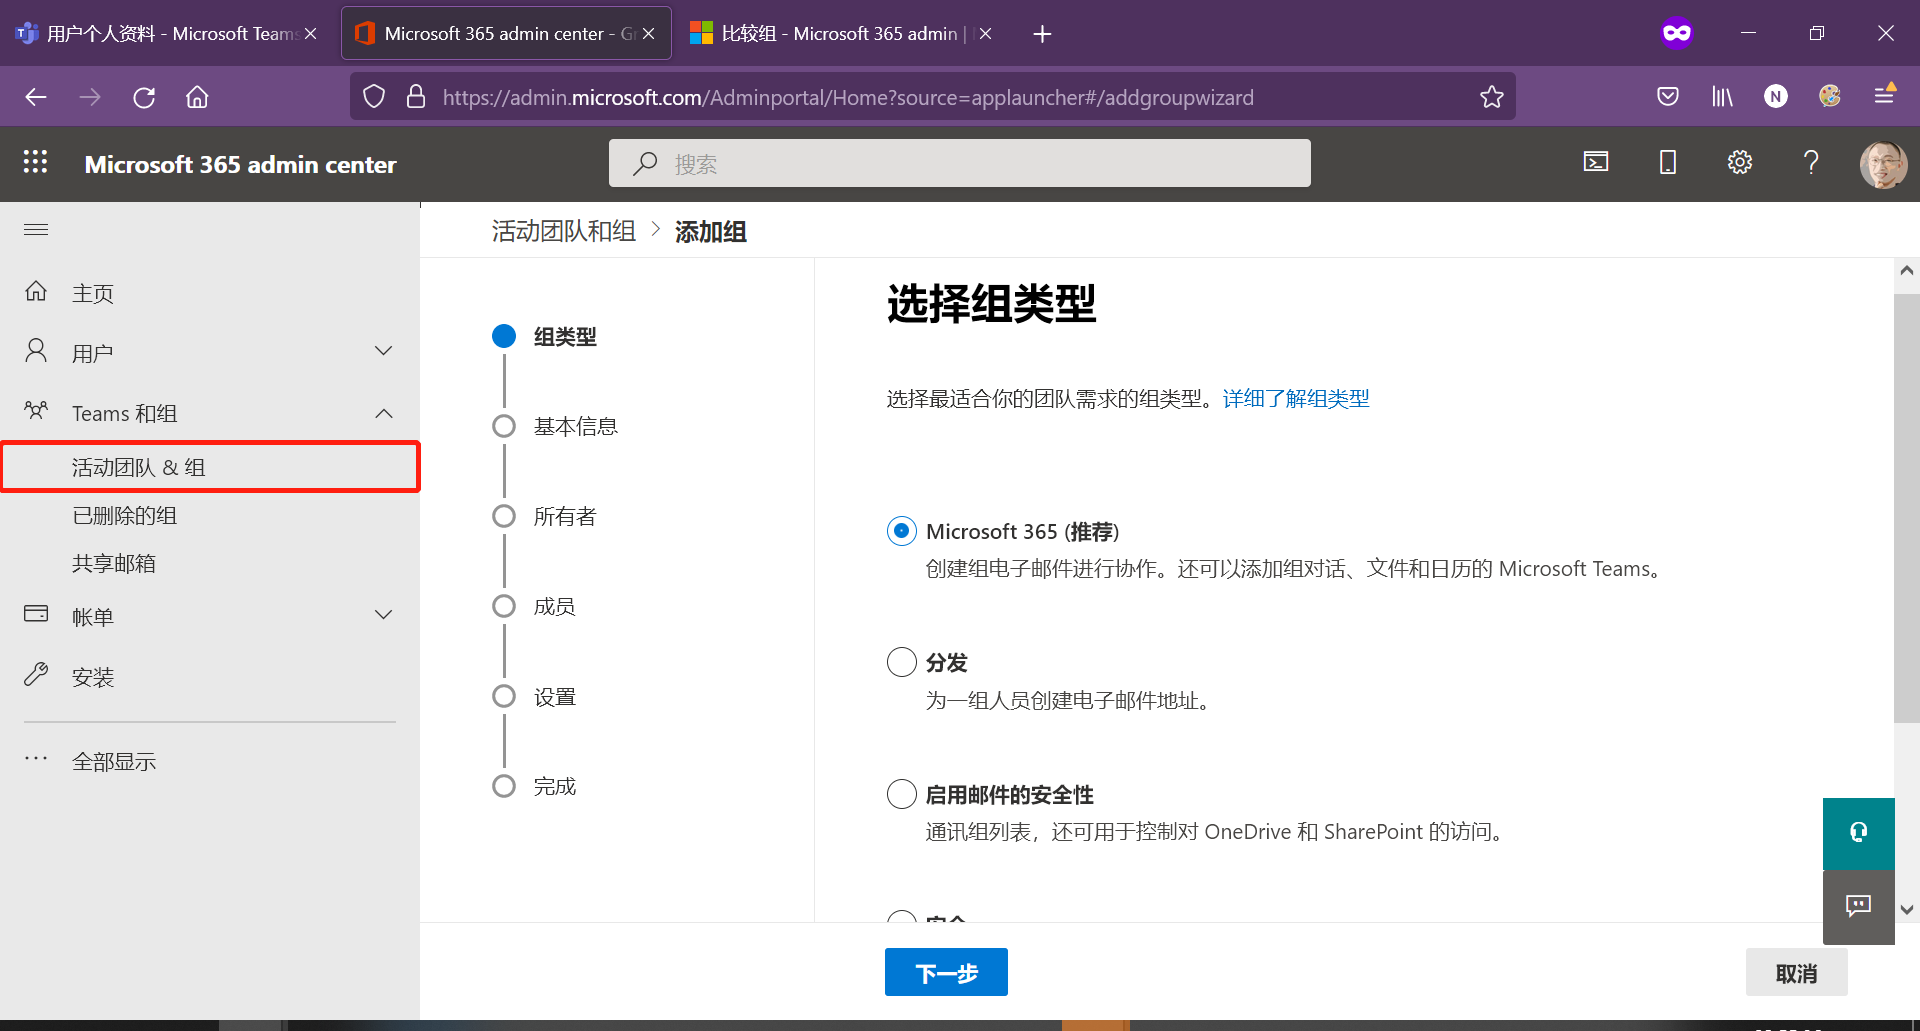 用户个人资料 - Microsoft Teams
Microsoft 365 admin center - Gr
比较组 - Microsoft 365 admin |
https://admin.microsoft.com/Adminportal/Home?source=applauncher#/addgroupwizard
N
Microsoft 365 admin center
搜索
主页
用户
Teams 和组
活动团队 & 组
已删除的组
共享邮箱
帐单
安装
全部显示
活动团队和组 > 添加组
组类型
基本信息
所有者
成员
设置
完成
选择组类型
选择最适合你的团队需求的组类型。详细了解组类型
Microsoft 365 (推荐)
创建组电子邮件进行协作。还可以添加组对话、文件和日历的 Microsoft Teams。
分发
为一组人员创建电子邮件地址。
启用邮件的安全性
通讯组列表，还可用于控制对 OneDrive 和 SharePoint 的访问。
安全
下一步
取消